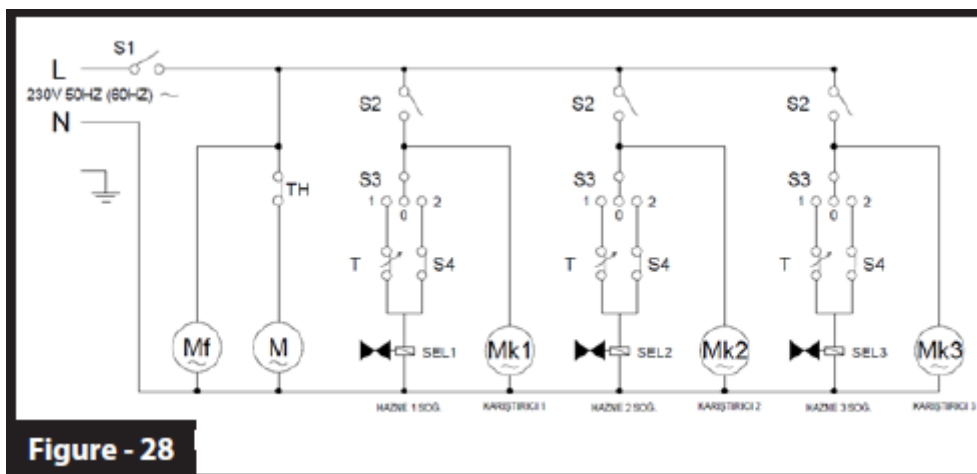 S1
L
230V 50HZ (60HZ) ~
N
TH
Mf
M
S2
S3
1 0 2
T
S4
SEL1
Mk1
S2
S3
1 0 2
T
S4
SEL2
Mk2
S2
S3
1 0 2
T
S4
SEL3
Mk3
HAZNE 1 SOĞ.
KARIŞTIRICI 1
HAZNE 2 SOĞ.
KARIŞTIRICI 2
HAZNE 3 SOĞ.
KARIŞTIRICI 3
Figure - 28